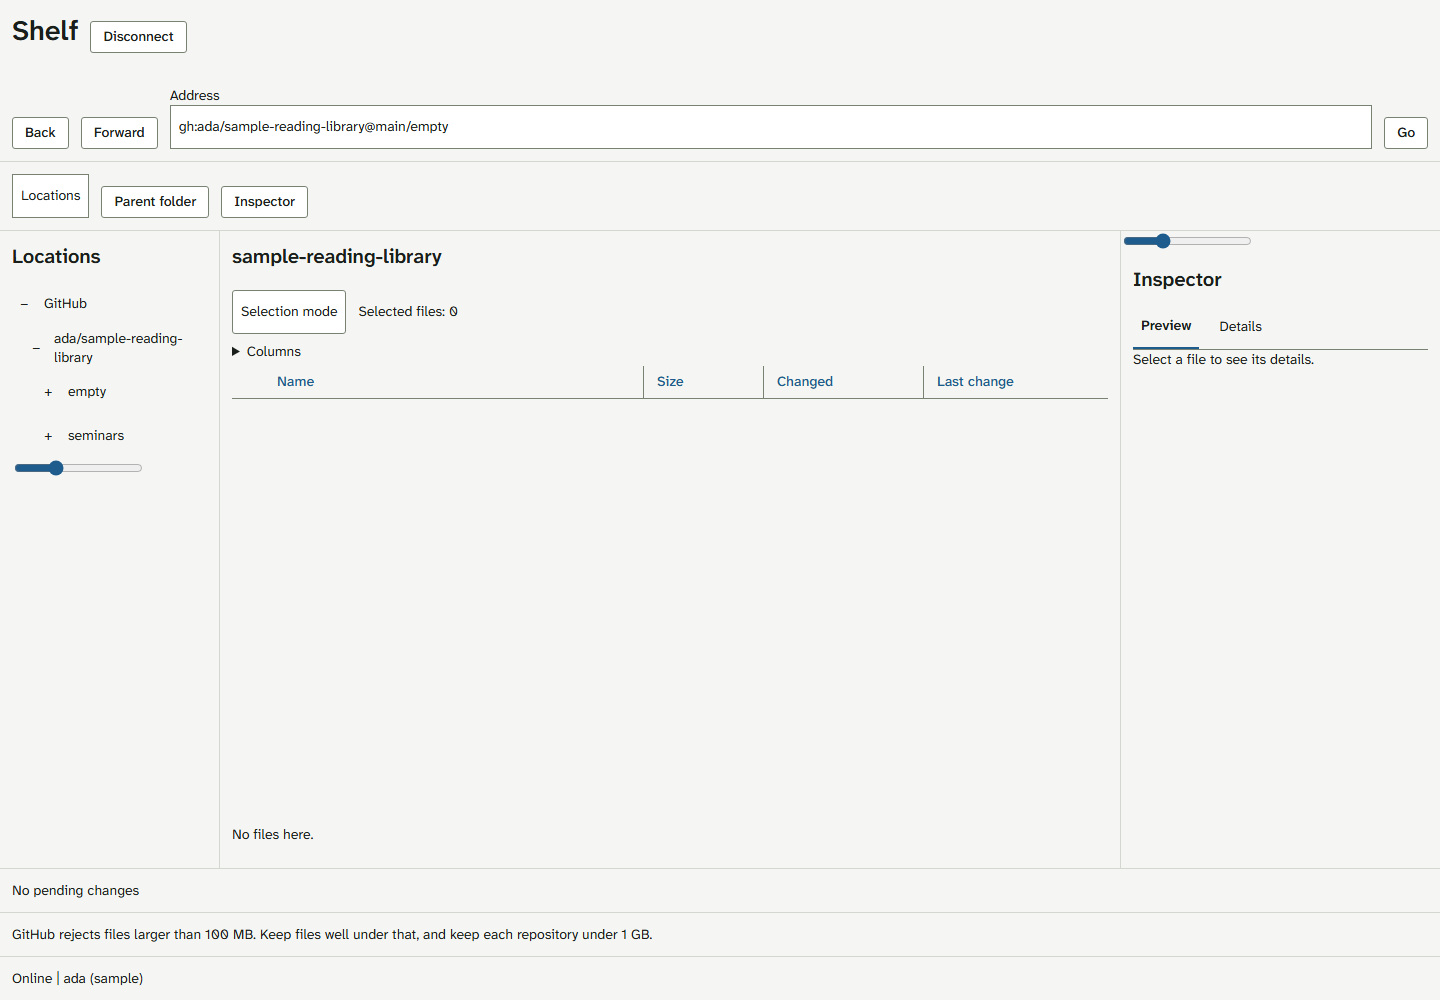 Shelf
Disconnect
Address
Back
Forward
gh:ada/sample-reading-library@main/empty
Go
Locations
Parent folder
Inspector
Locations
– GitHub
– ada/sample-reading-
library
+ empty
+ seminars
sample-reading-library
Selection mode
Selected files: 0
Columns
Name
Size
Changed
Last change
No files here.
Inspector
Preview
Details
Select a file to see its details.
No pending changes
GitHub rejects files larger than 100 MB. Keep files well under that, and keep each repository under 1 GB.
Online | ada (sample)